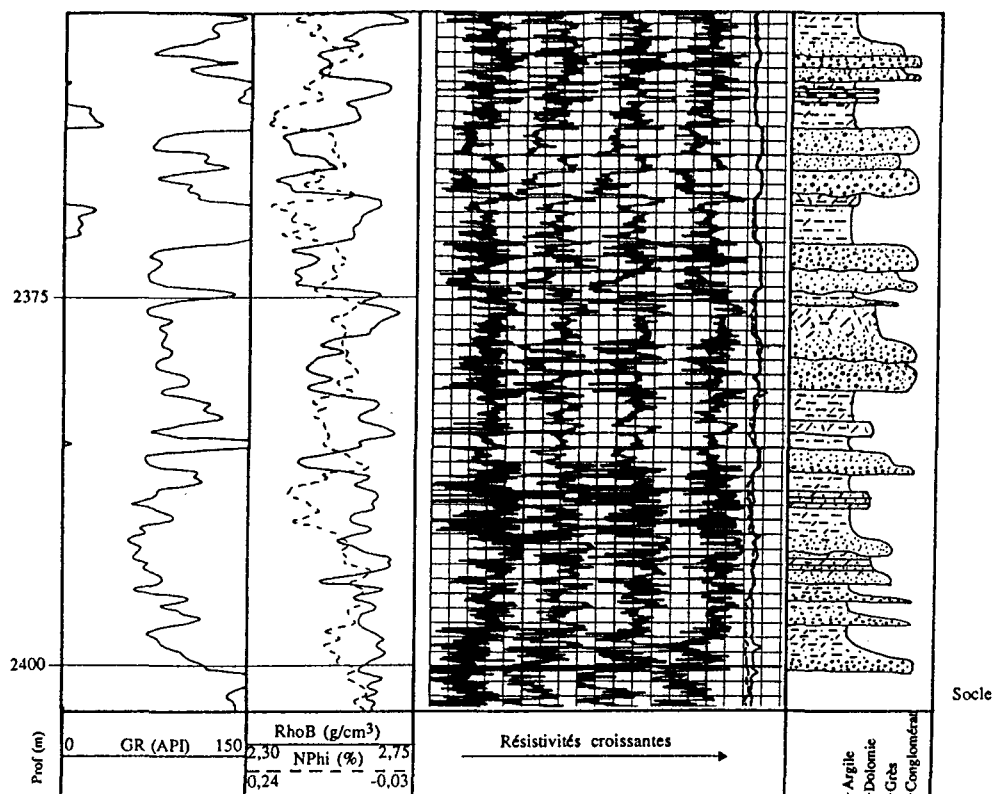 2375
2400
Socle
Prof (m)
0 GR (API) 150
RhoB (g/cm³)
2,30 2,75
NPhi (%)
0,24 -0,03
Résistivités croissantes
Argile
Dolomie
Grès
Conglomérat